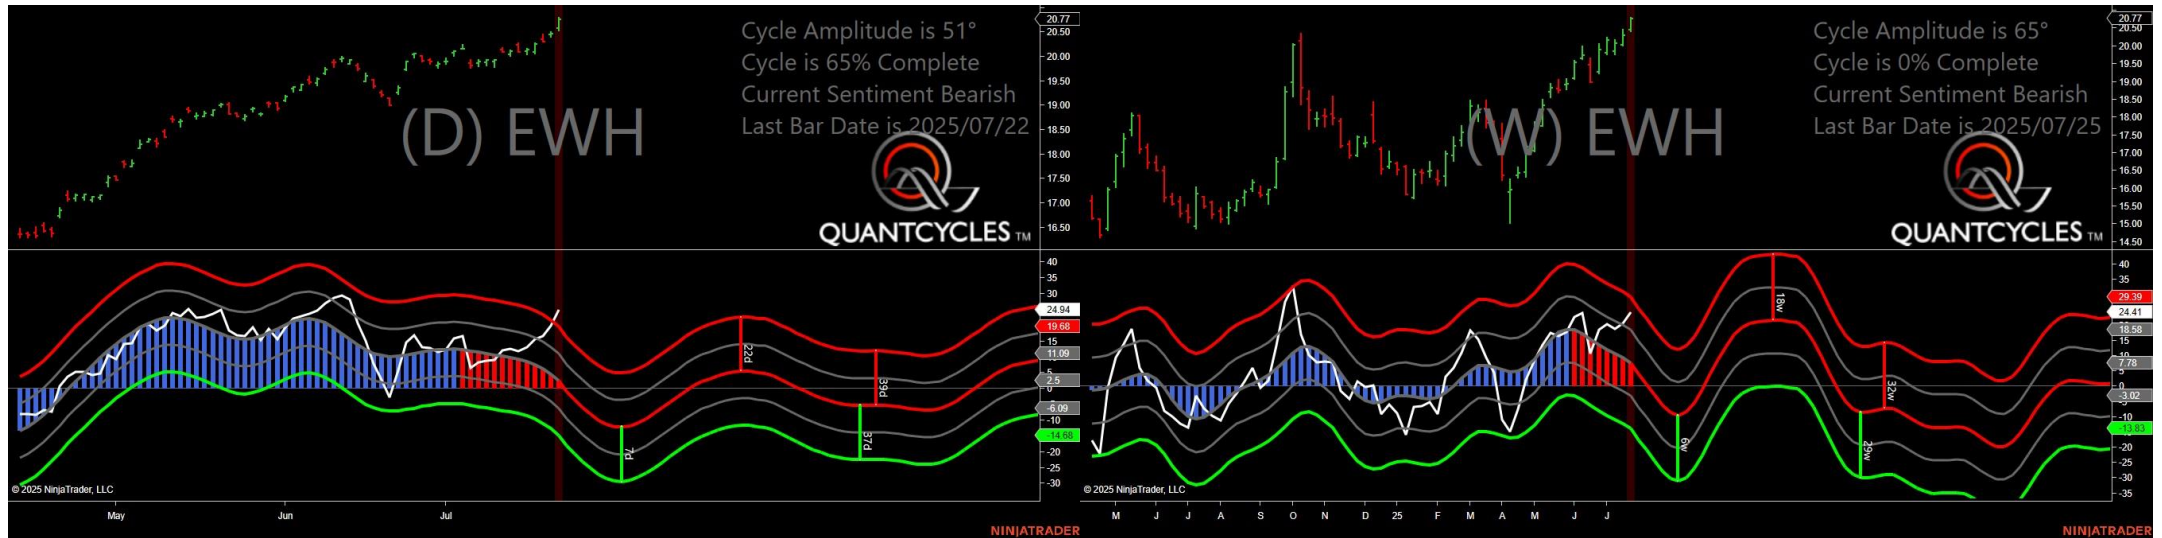 Cycle Amplitude is 51°
Cycle is 65% Complete
Current Sentiment Bearish
Last Bar Date is 2025/07/22
(D) EWH
QUANTCYCLES TM
20.77
20.50
20.00
19.50
19.00
18.50
18.00
17.50
17.00
16.50
40
35
30
24.94
19.68
15
11.09
5
2.5
0
-6.09
-10
-14.68
-20
-25
-30
22d
39d
37d
7d
© 2025 NinjaTrader, LLC
May Jun Jul
NINJATRADER
Cycle Amplitude is 65°
Cycle is 0% Complete
Current Sentiment Bearish
Last Bar Date is 2025/07/25
(W) EWH
QUANTCYCLES TM
20.77
20.50
20.00
19.50
19.00
18.50
18.00
17.50
17.00
16.50
16.00
15.50
15.00
14.50
40
35
29.39
24.41
18.58
15
10
7.78
5
0
-3.02
-10
-13.83
-20
-25
-30
-35
18w
32w
6w
29w
© 2025 NinjaTrader, LLC
M J J A S O N D 25 F M A M J J
NINJATRADER